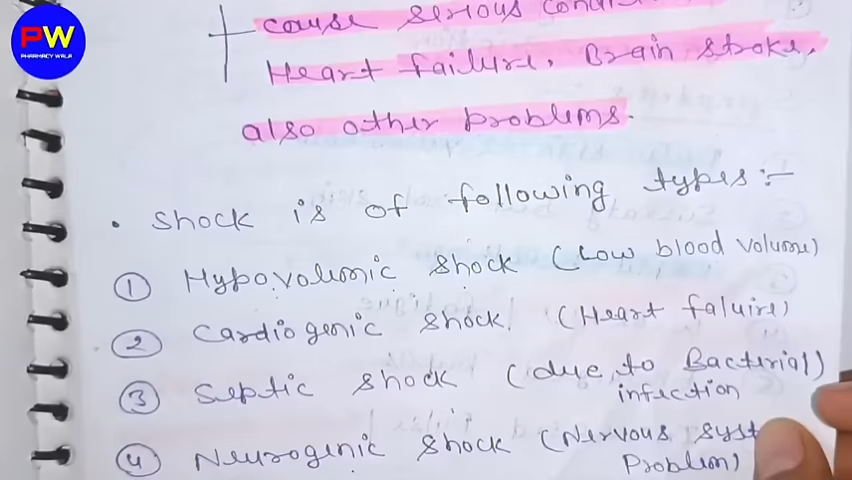 PW
PHARMACY WALA
cause serious
Heart failure, Brain stroke,
also other problems.
• Shock is of following types:-
① Hypovolemic shock (Low blood volume)
② Cardiogenic shock. (Heart faluire)
③ Septic shock (due to Bacterial)
infection
④ Neurogenic shock (Nervous syst
Problem)